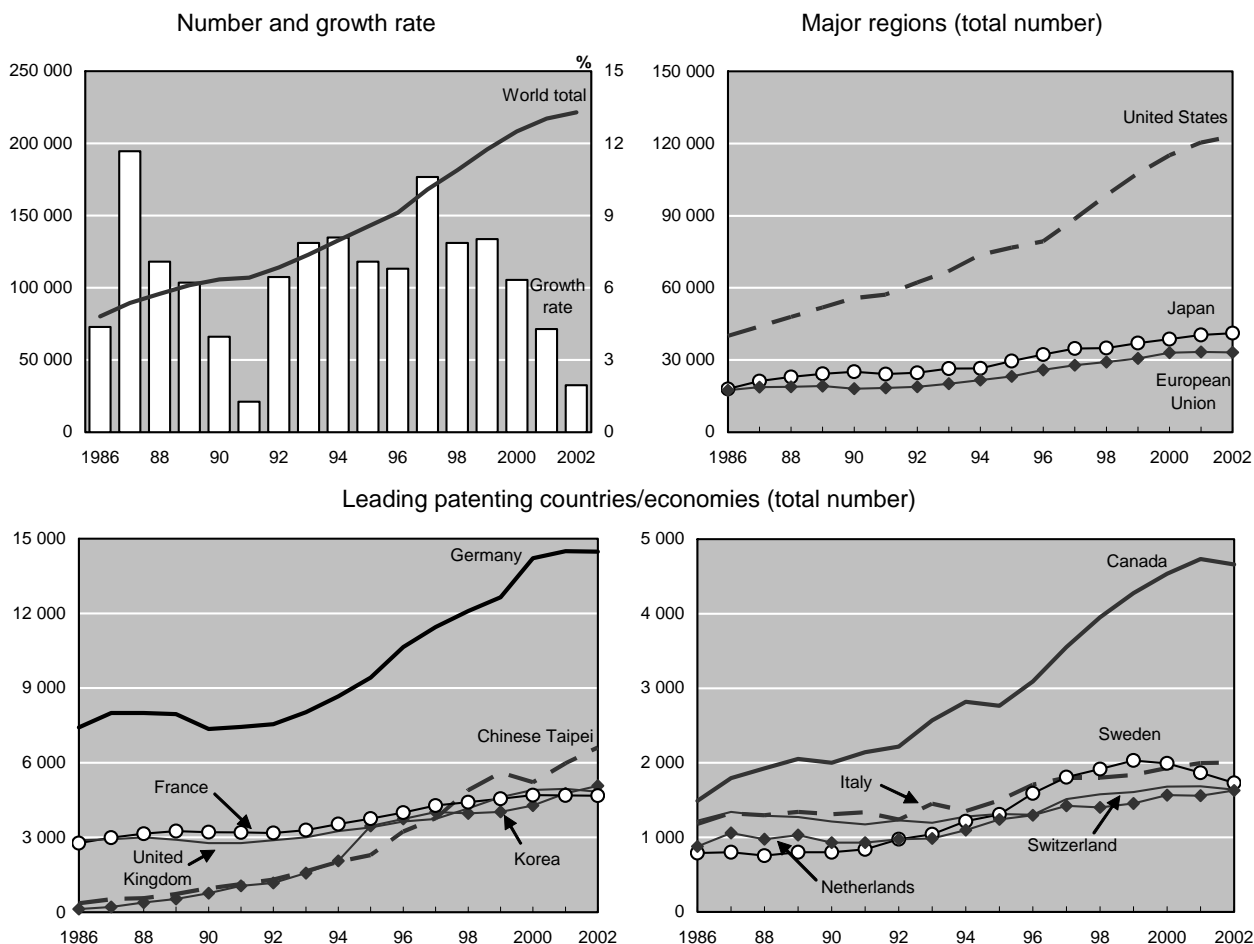 Number and growth rate
Major regions (total number)
250 000
200 000
150 000
100 000
50 000
0
%
15
12
9
6
3
0
World total
Growth
rate
1986 88 90 92 94 96 98 2000 2002
150 000
120 000
90 000
60 000
30 000
0
United States
Japan
European
Union
1986 88 90 92 94 96 98 2000 2002
Leading patenting countries/economies (total number)
15 000
12 000
9 000
6 000
3 000
0
Germany
Chinese Taipei
France
United
Kingdom
Korea
1986 88 90 92 94 96 98 2000 2002
5 000
4 000
3 000
2 000
1 000
0
Canada
Sweden
Italy
Switzerland
Netherlands
1986 88 90 92 94 96 98 2000 2002